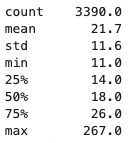 count    3390.0
mean       21.7
std        11.6
min        11.0
25%        14.0
50%        18.0
75%        26.0
max       267.0